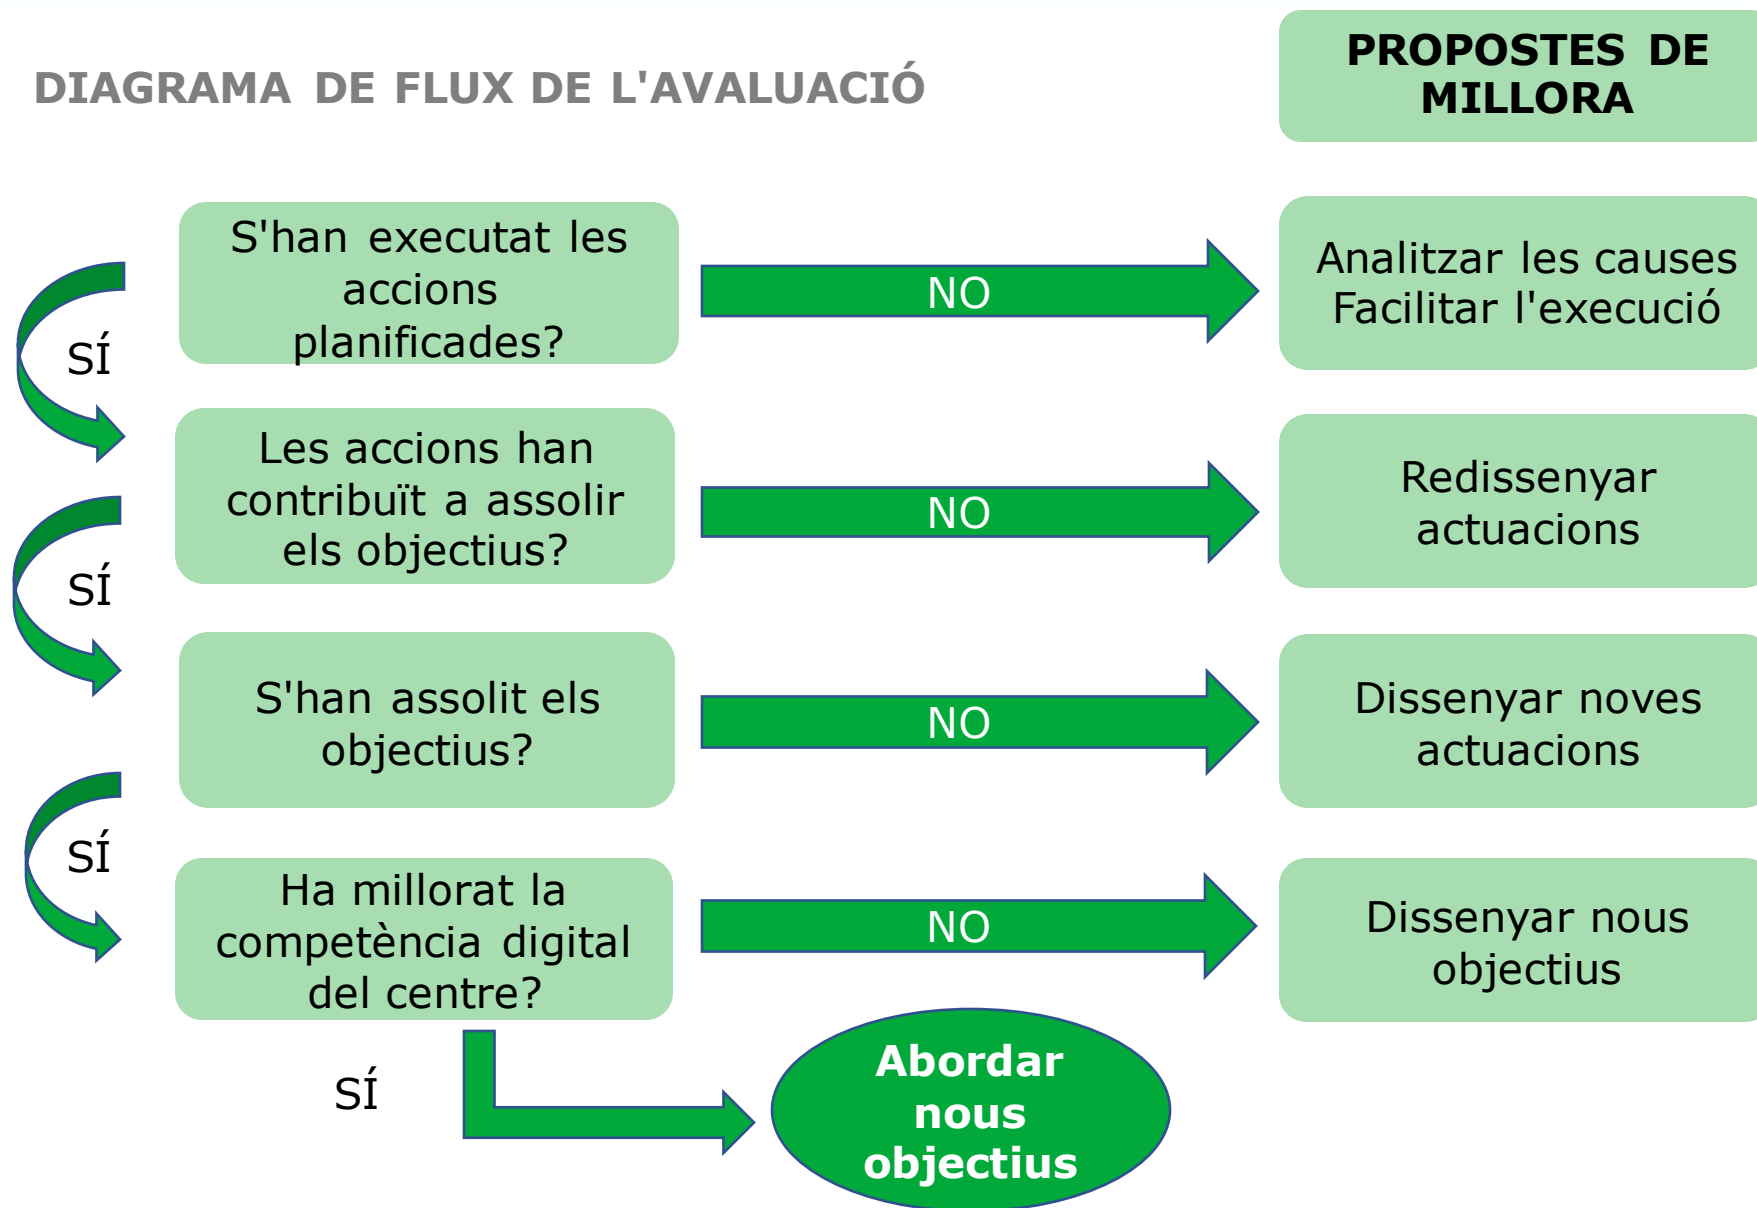 DIAGRAMA DE FLUX DE L'AVALUACIÓ
PROPOSTES DE
MILLORA
S'han executat les
accions
planificades?
NO
Analitzar les causes
Facilitar l'execució
SÍ
Les accions han
contribuït a assolir
els objectius?
NO
Redissenyar
actuacions
SÍ
S'han assolit els
objectius?
NO
Dissenyar noves
actuacions
SÍ
Ha millorat la
competència digital
del centre?
NO
Dissenyar nous
objectius
SÍ
Abordar
nous
objectius